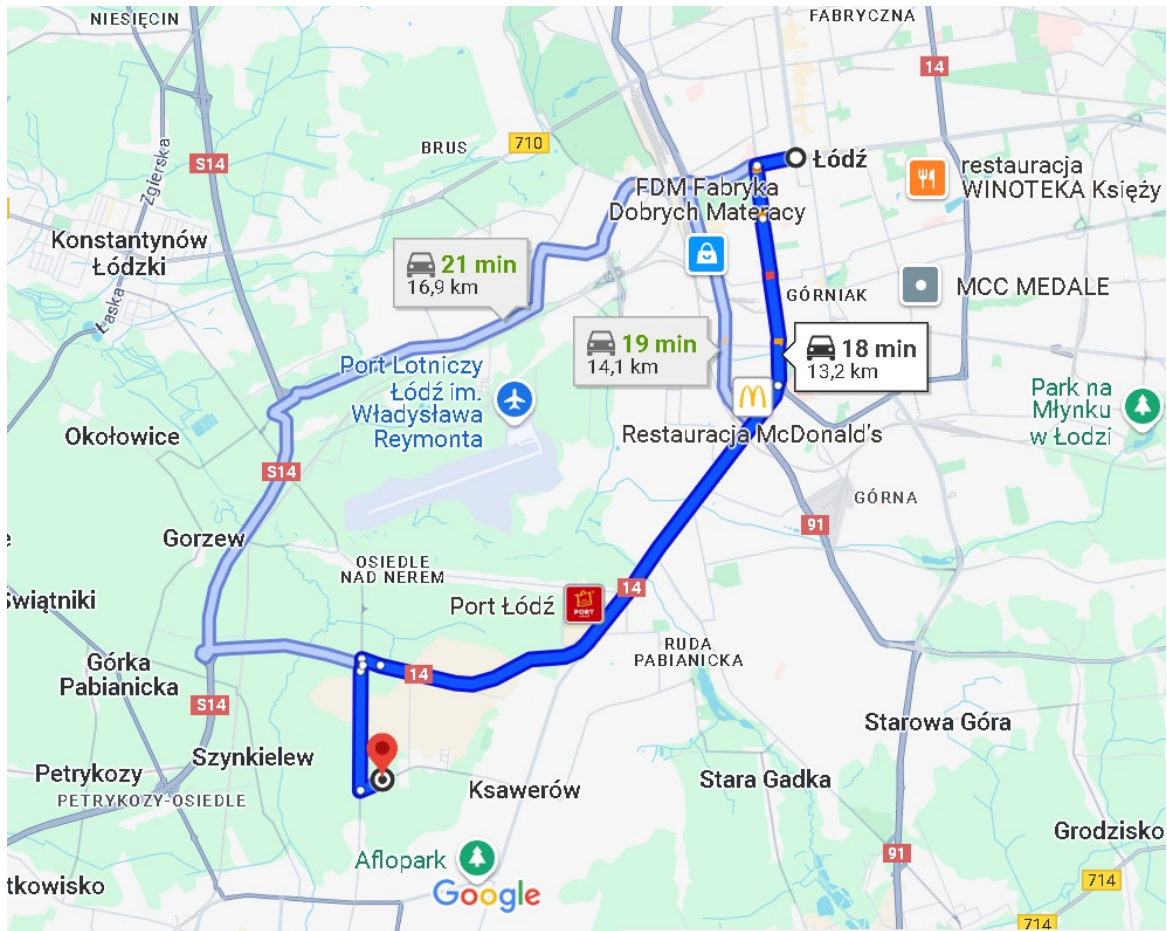 NIESIĘCIN
FABRYCZNA
14
710
BRUS
S14
Zgierska
Łódź
restauracja
WINOTEKA Księży
FDM Fabryka
Dobrych Materacy
Konstantynów
Łódzki
21 min
16,9 km
MCC MEDALE
GÓRNIAK
Łaska
19 min
14,1 km
18 min
13,2 km
Port Lotniczy
Łódź im.
Władysława
Reymonta
Park na
Młynku
w Łodzi
Okołowice
Restauracja McDonald's
S14
GÓRNA
91
Gorzew
OSIEDLE
NAD NEREM
14
Świątniki
Port Łódź
PORT
RUDA
PABIANICKA
Górka
Pabianicka
14
S14
Starowa Góra
Szynkielew
Petrykozy
PETRYKOZY-OSIEDLE
Ksawerów
Stara Gadka
Grodzisko
91
Aflopark
714
tkowisko
Google
714